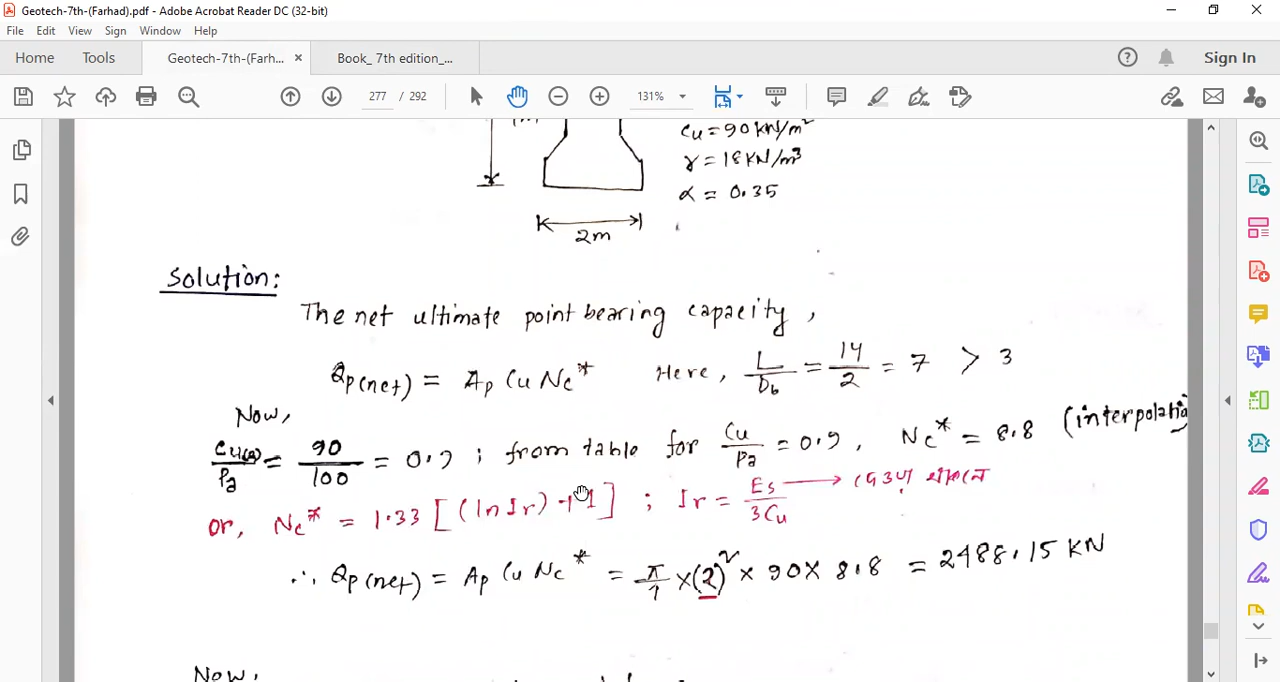 Geotech-7th-(Farhad).pdf - Adobe Acrobat Reader DC (32-bit)
File Edit View Sign Window Help
Home Tools Geotech-7th-(Farh... × Book_ 7th edition_... Sign In
277 / 292 131%
Cu = 90 kN/m²
γ = 18 KN/m³
α = 0.35
2m
Solution:
The net ultimate point bearing capacity,
Qp(net) = Ap Cu Nc* Here, L/Db = 14/2 = 7 > 3
Now,
Cu(b)/Pa = 90/100 = 0.9 ; from table for Cu/Pa = 0.9, Nc* = 8.8 (interpolatio
or, Nc* = 1.33 [(ln Ir) + 1] ; Ir = Es/3Cu →
∴ Qp(net) = Ap Cu Nc* = π/4 × (2)² × 90 × 8.8 = 2488.15 KN
Now,